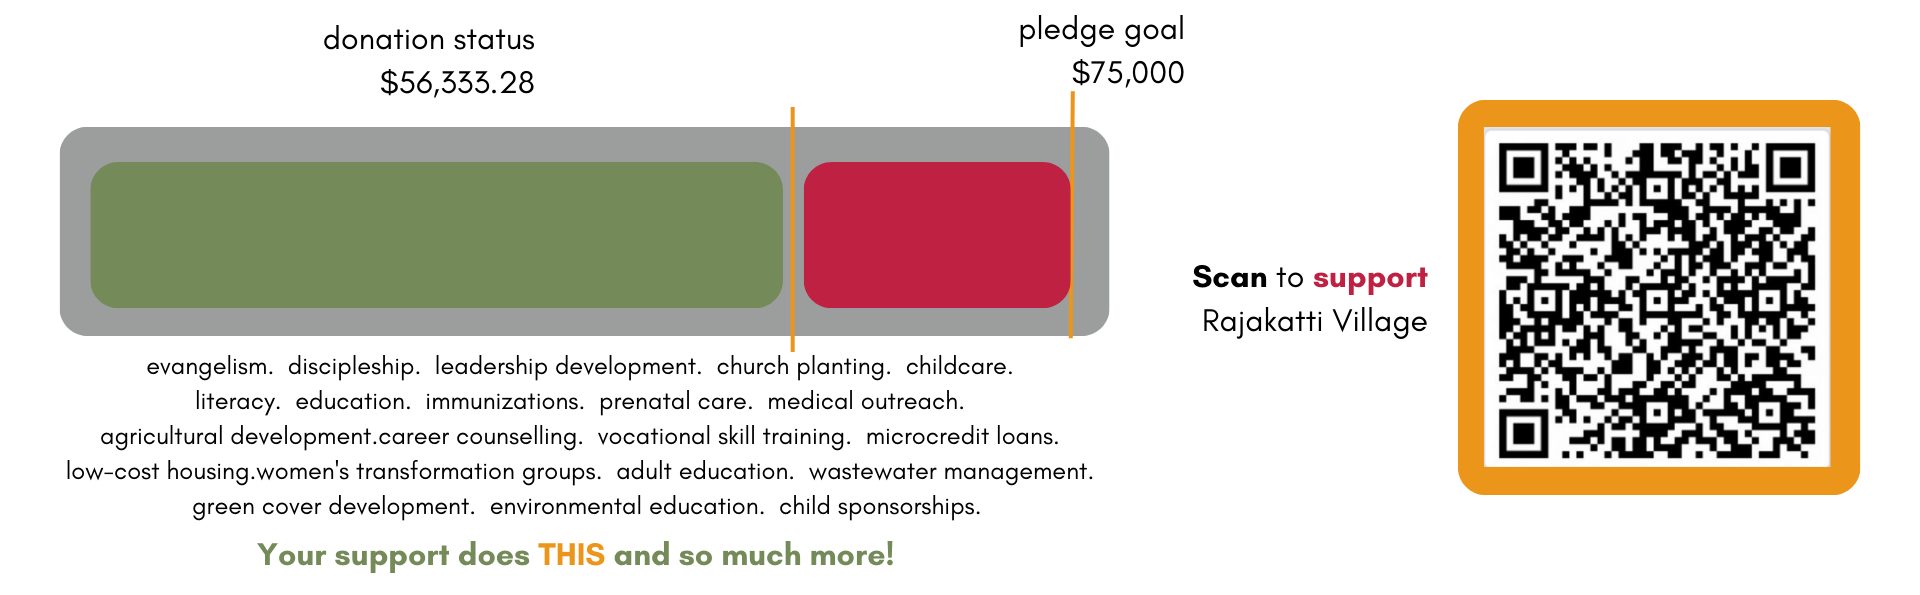 donation status
$56,333.28
pledge goal
$75,000
evangelism. discipleship. leadership development. church planting. childcare.
literacy. education. immunizations. prenatal care. medical outreach.
agricultural development.career counselling. vocational skill training. microcredit loans.
low-cost housing.women's transformation groups. adult education. wastewater management.
green cover development. environmental education. child sponsorships.
Your support does THIS and so much more!
Scan to support
Rajakatti Village